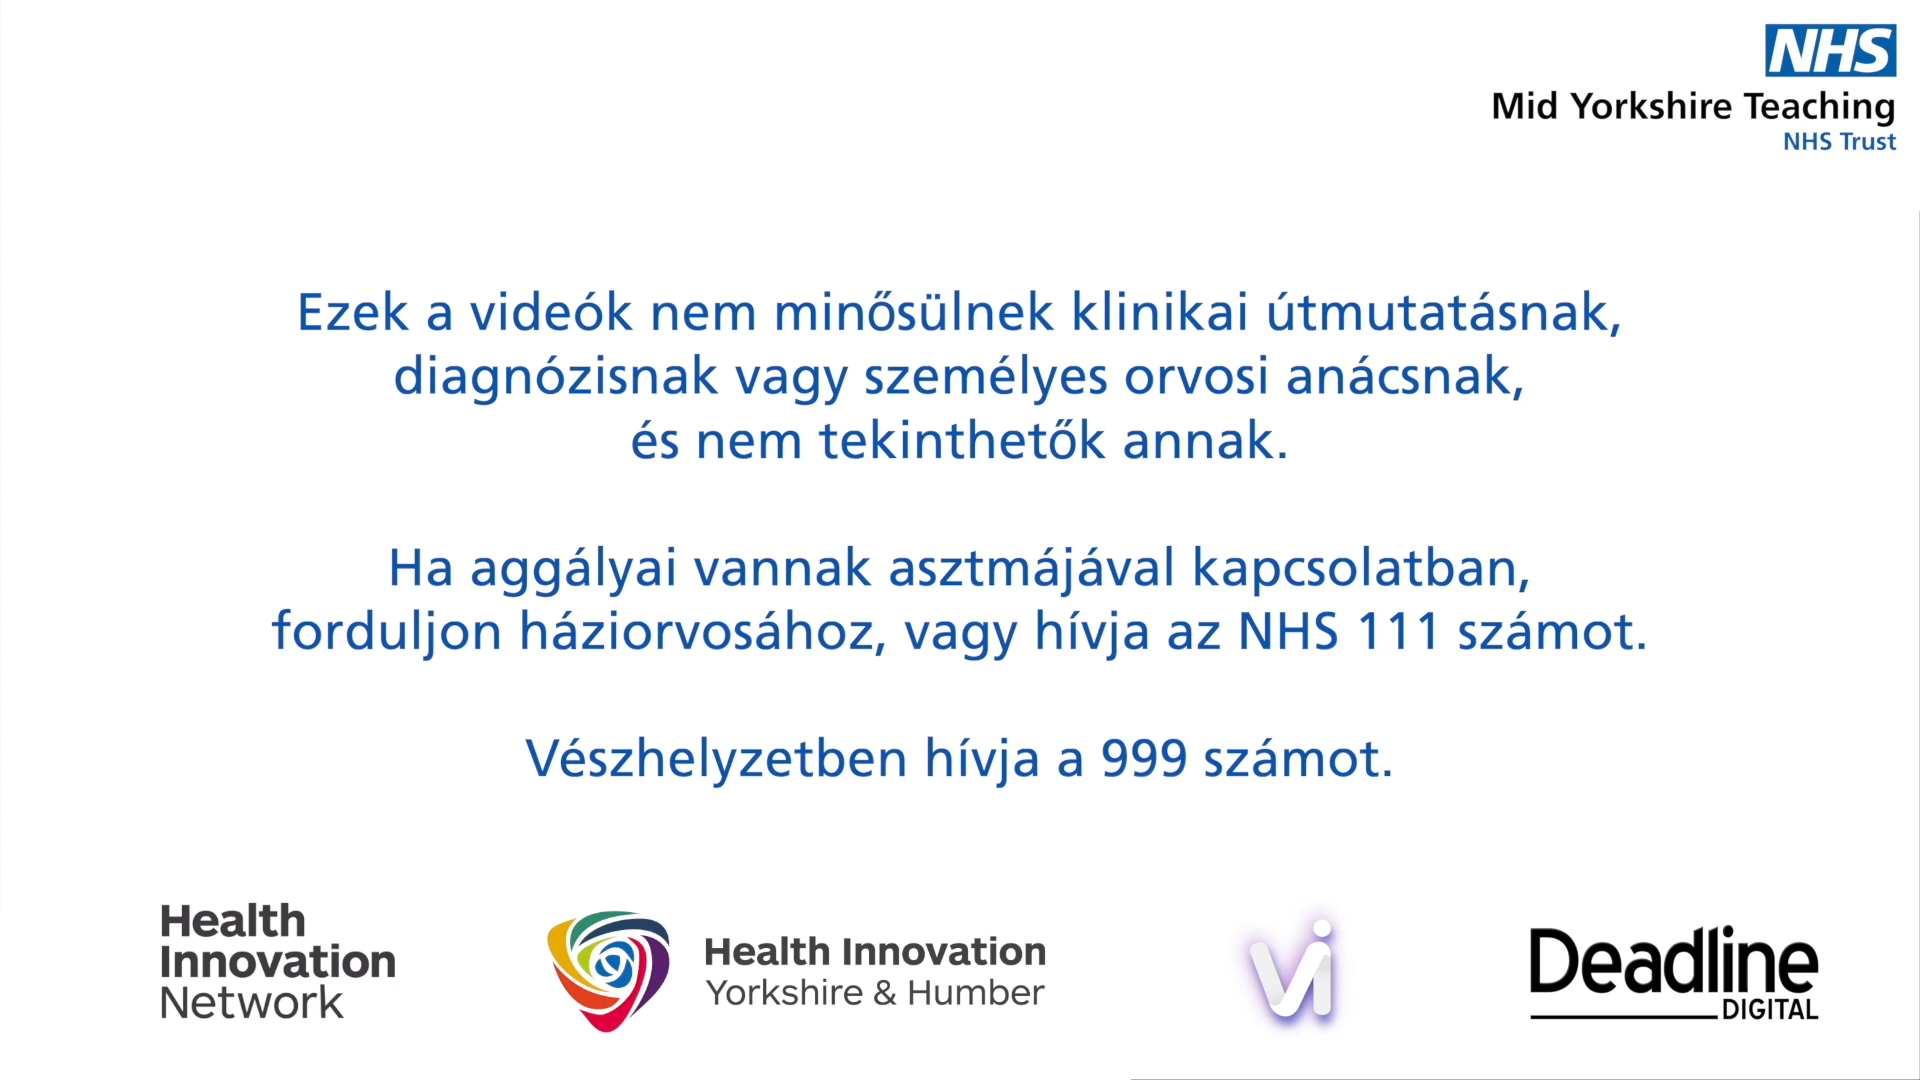 NHS
Mid Yorkshire Teaching
NHS Trust
Ezek a videók nem minősülnek klinikai útmutatásnak,
diagnózisnak vagy személyes orvosi anácsnak,
és nem tekinthetők annak.
Ha aggályai vannak asztmájával kapcsolatban,
forduljon háziorvosához, vagy hívja az NHS 111 számot.
Vészhelyzetben hívja a 999 számot.
Health
Innovation
Network
Health Innovation
Yorkshire & Humber
vi
Deadline
DIGITAL